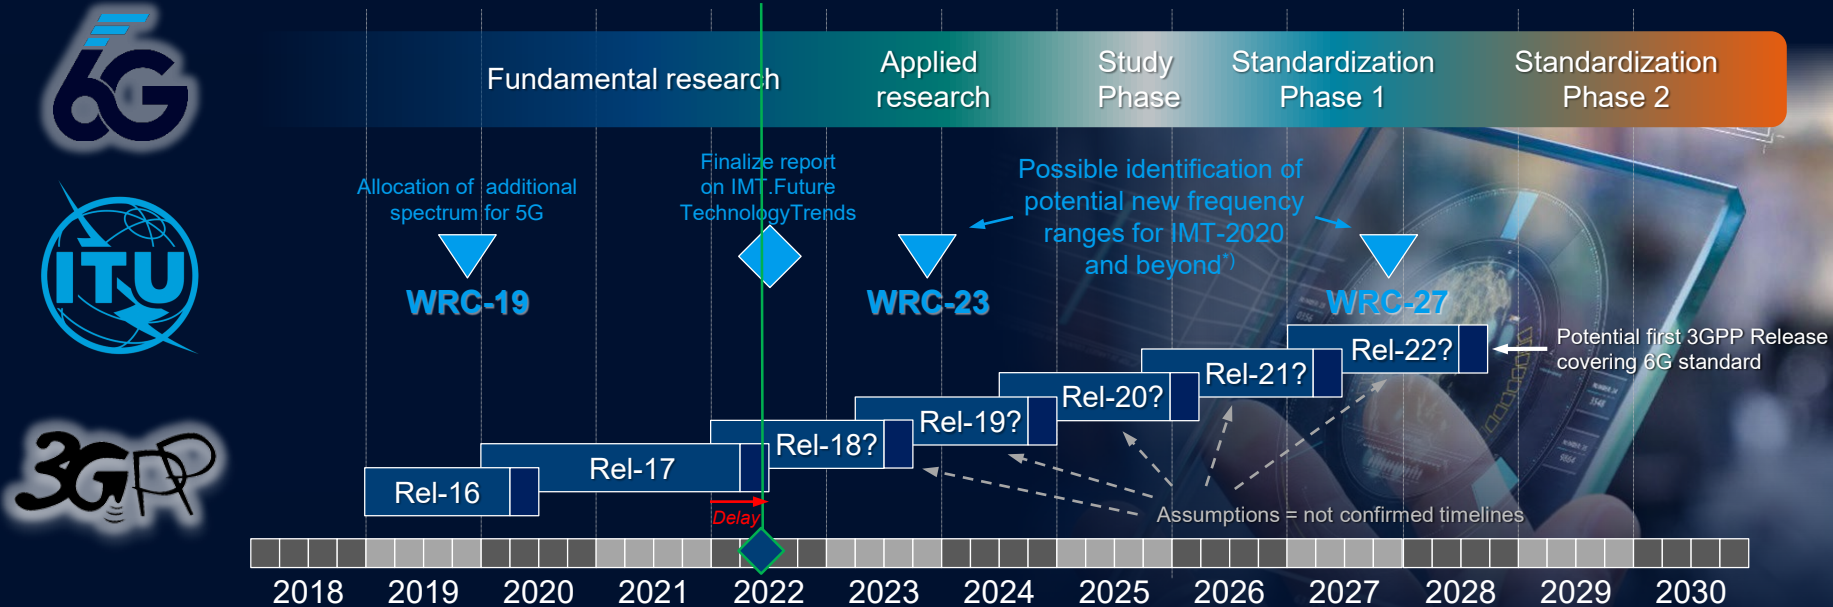 6G
Fundamental research
Applied
research
Study
Phase
Standardization
Phase 1
Standardization
Phase 2
ITU
Allocation of additional
spectrum for 5G
WRC-19
Finalize report
on IMT.Future
TechnologyTrends
Possible identification of
potential new frequency
ranges for IMT-2020
and beyond*)
WRC-23
WRC-27
3GPP
Rel-16
Rel-17
Rel-18?
Rel-19?
Rel-20?
Rel-21?
Rel-22?
Potential first 3GPP Release
covering 6G standard
Delay
Assumptions = not confirmed timelines
2018
2019
2020
2021
2022
2023
2024
2025
2026
2027
2028
2029
2030